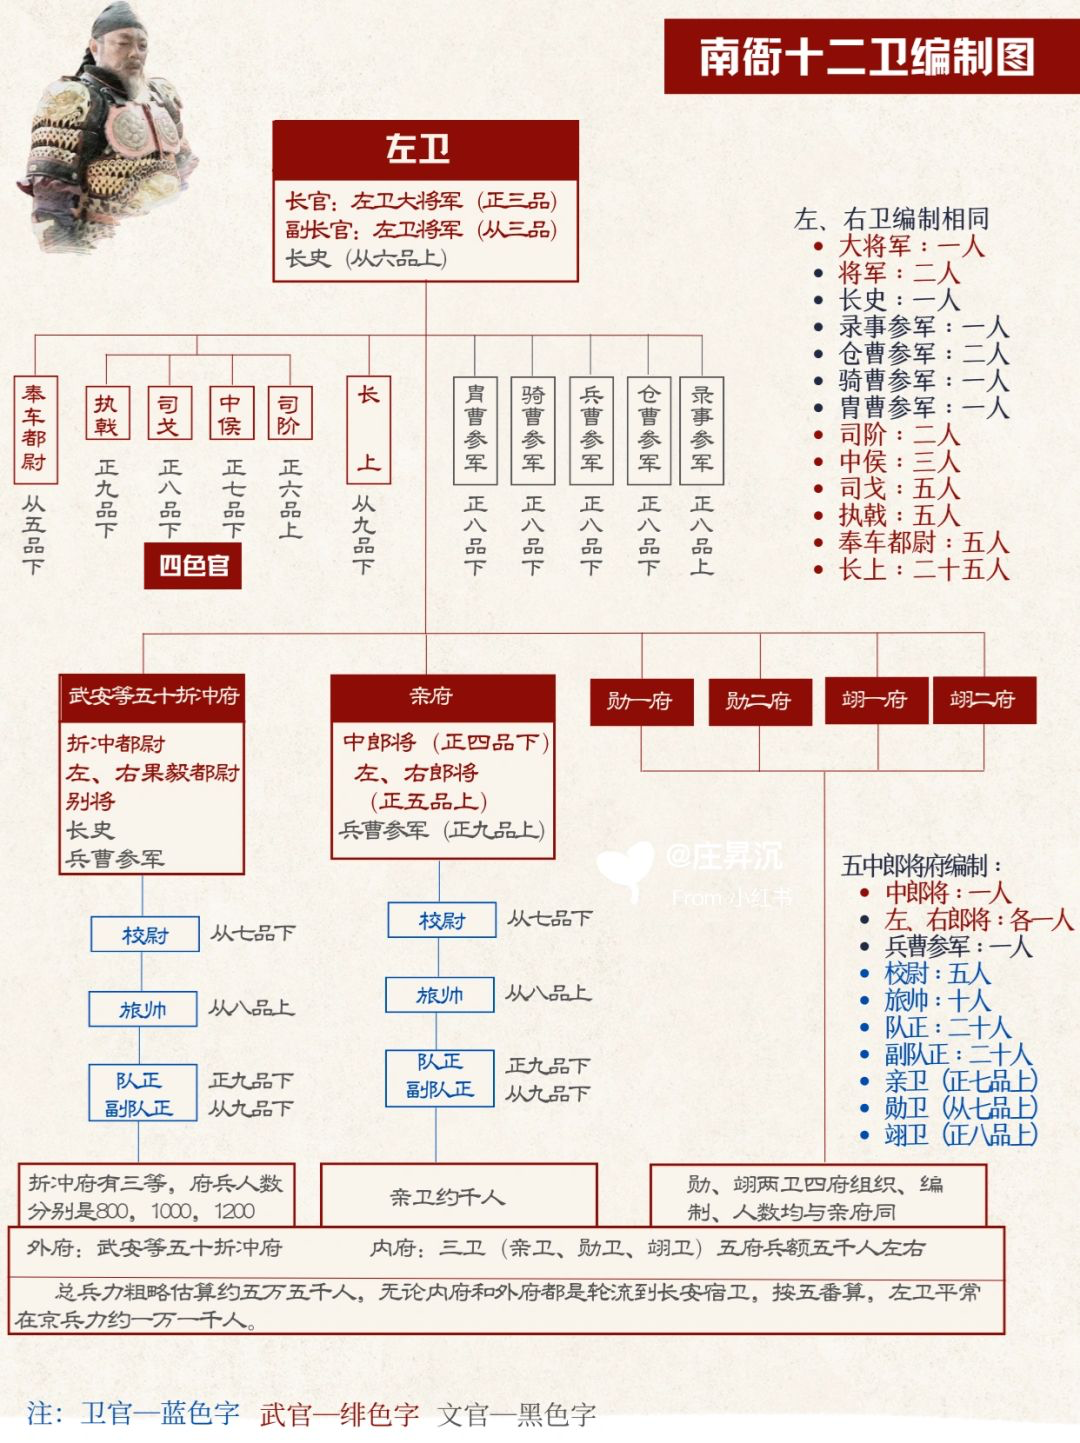 南衙十二卫编制图
左卫
长官：左卫大将军（正三品）
副长官：左卫将军（从三品）
长史（从六品上）
左、右卫编制相同
大将军：一人
将军：二人
长史：一人
录事参军：一人
仓曹参军：二人
骑曹参军：一人
胄曹参军：一人
司阶：二人
中侯：三人
司戈：五人
执戟：五人
奉车都尉：五人
长上：二十五人
奉车都尉
从五品下
执戟
正九品下
司戈
正八品下
中侯
正七品下
司阶
正六品上
四色官
长上
从九品下
胄曹参军
正八品下
骑曹参军
正八品下
兵曹参军
正八品下
仓曹参军
正八品下
录事参军
正八品上
武安等五十折冲府
折冲都尉
左、右果毅都尉
别将
长史
兵曹参军
校尉
从七品下
旅帅
从八品上
队正
副队正
正九品下
从九品下
亲府
中郎将（正四品下）
左、右郎将
（正五品上）
兵曹参军（正九品上）
校尉
从七品下
旅帅
从八品上
队正
副队正
正九品下
从九品下
勋一府
勋二府
翊一府
翊二府
@庄昇沉
From 小红书
五中郎将府编制：
中郎将：一人
左、右郎将：各一人
兵曹参军：一人
校尉：五人
旅帅：十人
队正：二十人
副队正：二十人
亲卫（正七品上）
勋卫（从七品上）
翊卫（正八品上）
折冲府有三等，府兵人数
分别是800，1000，1200
亲卫约千人
勋、翊两卫四府组织、编
制、人数均与亲府同
外府：武安等五十折冲府
内府：三卫（亲卫、勋卫、翊卫）五府兵额五千人左右
总兵力粗略估算约五万五千人，无论内府和外府都是轮流到长安宿卫，按五番算，左卫平常
在京兵力约一万一千人。
注：卫官—蓝色字 武官—绯色字 文官—黑色字